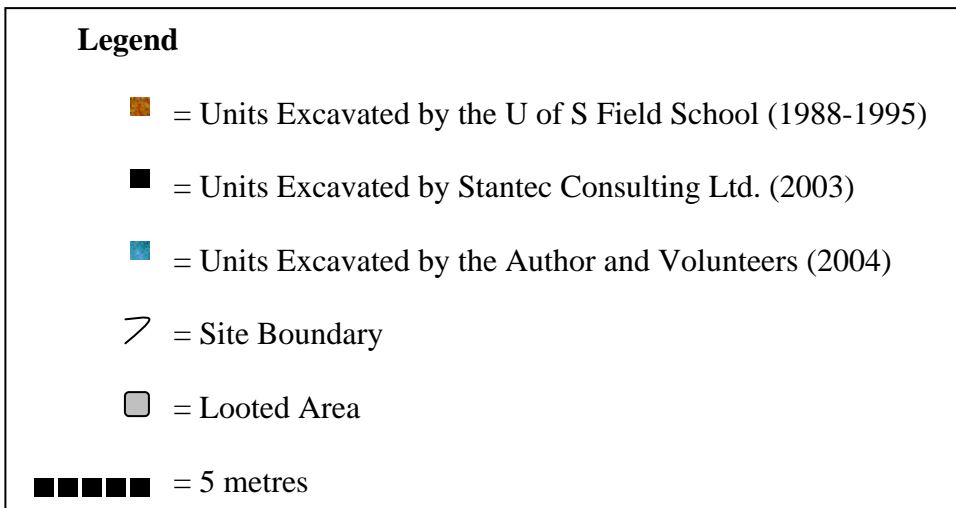 Legend
= Units Excavated by the U of S Field School (1988-1995)
= Units Excavated by Stantec Consulting Ltd. (2003)
= Units Excavated by the Author and Volunteers (2004)
= Site Boundary
= Looted Area
= 5 metres